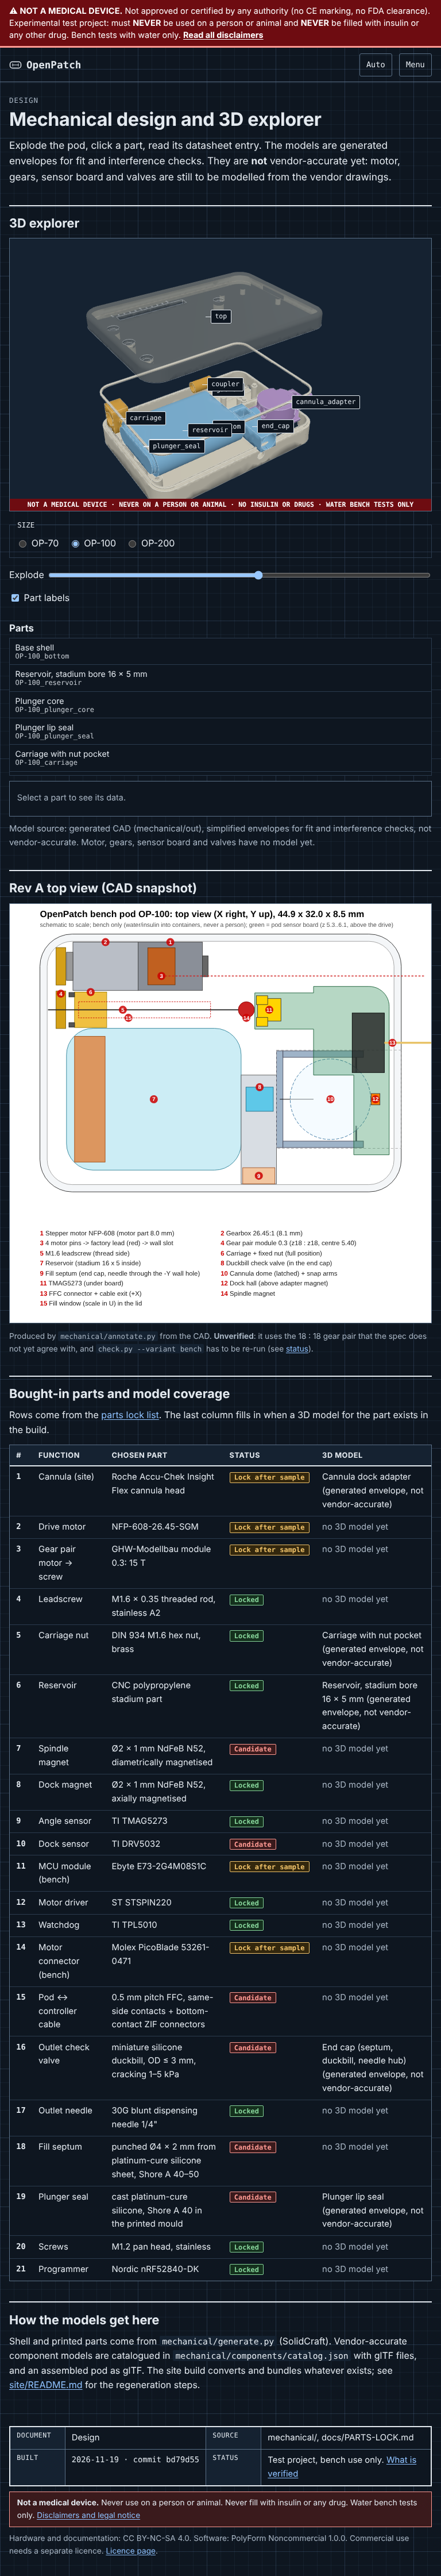 ⚠ NOT A MEDICAL DEVICE. Not approved or certified by any authority (no CE marking, no FDA clearance).
Experimental project: must NEVER be used on a person or animal and NEVER be filled with insulin or
any other drug. Bench tests with water only. Read all disclaimers
OpenPatch
Auto
Menu
DESIGN
Mechanical design and 3D explorer
Explode the pod, click a part, read its datasheet entry. The models are generated
envelopes for fit and interference checks. They are not vendor-accurate yet: motor,
gears, sensor board and valves are still to be modelled from the vendor drawings.
3D explorer
top
coupler
cannula_adapter
carriage
reservoir
end_cap
plunger_seal
NOT A MEDICAL DEVICE · NEVER ON A PERSON OR ANIMAL · NO INSULIN OR DRUGS · WATER BENCH TESTS ONLY
SIZE
OP-70
OP-100
OP-200
Explode
Part labels
Parts
Base shell
OP-100_bottom
Reservoir, stadium bore 16 × 5 mm
OP-100_reservoir
Plunger core
OP-100_plunger_core
Plunger lip seal
OP-100_plunger_seal
Carriage with nut pocket
OP-100_carriage
Select a part to see its data.
Model source: generated CAD (mechanical/out), simplified envelopes for fit and interference checks, not
vendor-accurate. Motor, gears, sensor board and valves have no model yet.
Rev A top view (CAD snapshot)
OpenPatch bench pod OP-100: top view (X right, Y up), 44.9 x 32.0 x 8.5 mm
schematic to scale; bench only (water/insulin into containers, never a person); green = pod sensor board (z 5.3..6.1, above the drive)
2
1
3
4
6
5
15
14
11
13
7
8
10
12
9
1 Stepper motor NFP-608 (motor part 8.0 mm)
2 Gearbox 26.45:1 (8.1 mm)
3 4 motor pins -> factory lead (red) -> wall slot
4 Gear pair module 0.3 (z18 : z18, centre 5.40)
5 M1.6 leadscrew (thread side)
6 Carriage + fixed nut (full position)
7 Reservoir (stadium 16 x 5 inside)
8 Duckbill check valve (in the end cap)
9 Fill septum (end cap, needle through the -Y wall hole)
10 Cannula dome (latched) + snap arms
11 TMAG5273 (under board)
12 Dock hall (above adapter magnet)
13 FFC connector + cable exit (+X)
14 Spindle magnet
15 Fill window (scale in U) in the lid
Produced by mechanical/annotate.py from the CAD. Unverified: it uses the 18 : 18 gear pair that the spec does
not yet agree with, and check.py --variant bench has to be re-run (see status).
Bought-in parts and model coverage
Rows come from the parts lock list. The last column fills in when a 3D model for the part exists in
the build.
# FUNCTION CHOSEN PART STATUS 3D MODEL
1 Cannula (site) Roche Accu-Chek Insight Flex cannula head Lock after sample Cannula dock adapter (generated envelope, not vendor-accurate)
2 Drive motor NFP-608-26.45-SGM Lock after sample no 3D model yet
3 Gear pair motor → screw GHW-Modellbau module 0.3: 15 T Lock after sample no 3D model yet
4 Leadscrew M1.6 × 0.35 threaded rod, stainless A2 Locked no 3D model yet
5 Carriage nut DIN 934 M1.6 hex nut, brass Locked Carriage with nut pocket (generated envelope, not vendor-accurate)
6 Reservoir CNC polypropylene stadium part Locked Reservoir, stadium bore 16 × 5 mm (generated envelope, not vendor-accurate)
7 Spindle magnet Ø2 × 1 mm NdFeB N52, diametrically magnetised Candidate no 3D model yet
8 Dock magnet Ø2 × 1 mm NdFeB N52, axially magnetised Locked no 3D model yet
9 Angle sensor TI TMAG5273 Locked no 3D model yet
10 Dock sensor TI DRV5032 Candidate no 3D model yet
11 MCU module (bench) Ebyte E73-2G4M08S1C Lock after sample no 3D model yet
12 Motor driver ST STSPIN220 Locked no 3D model yet
13 Watchdog TI TPL5010 Locked no 3D model yet
14 Motor connector (bench) Molex PicoBlade 53261-0471 Lock after sample no 3D model yet
15 Pod ↔ controller cable 0.5 mm pitch FFC, same-side contacts + bottom-contact ZIF connectors Candidate no 3D model yet
16 Outlet check valve miniature silicone duckbill, OD ≤ 3 mm, cracking 1–5 kPa Candidate End cap (septum, duckbill, needle hub) (generated envelope, not vendor-accurate)
17 Outlet needle 30G blunt dispensing needle 1/4" Locked no 3D model yet
18 Fill septum punched Ø4 × 2 mm from platinum-cure silicone sheet, Shore A 40–50 Candidate no 3D model yet
19 Plunger seal cast platinum-cure silicone, Shore A 40 in the printed mould Candidate Plunger lip seal (generated envelope, not vendor-accurate)
20 Screws M1.2 pan head, stainless Locked no 3D model yet
21 Programmer Nordic nRF52840-DK Locked no 3D model yet
How the models get here
Shell and printed parts come from mechanical/generate.py (SolidCraft). Vendor-accurate
component models are catalogued in mechanical/components/catalog.json with glTF files,
and an assembled pod as glTF. The site build converts and bundles whatever exists; see
site/README.md for the regeneration steps.
DOCUMENT Design SOURCE mechanical/, docs/PARTS-LOCK.md
BUILT 2026-11-19 · commit bd79d55 STATUS Test project, bench use only. What is verified
Not a medical device. Never use on a person or animal. Never fill with insulin or any drug. Water bench tests
only. Disclaimers and legal notice
Hardware and documentation: CC BY-NC-SA 4.0. Software: PolyForm Noncommercial 1.0.0. Commercial use
needs a separate licence. Licence page.